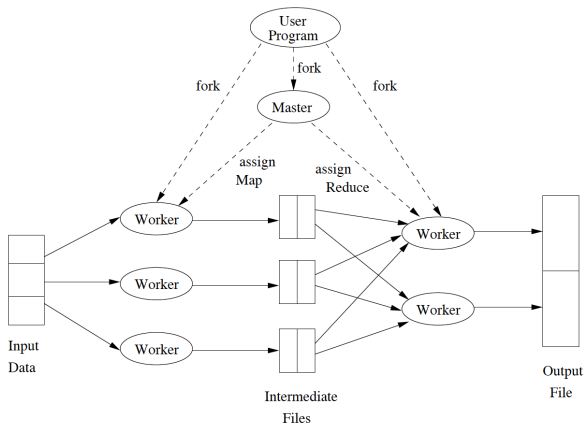 User
Program
fork
fork
fork
Master
assign
Map
assign
Reduce
Worker
Worker
Worker
Worker
Worker
Input
Data
Intermediate
Files
Output
File